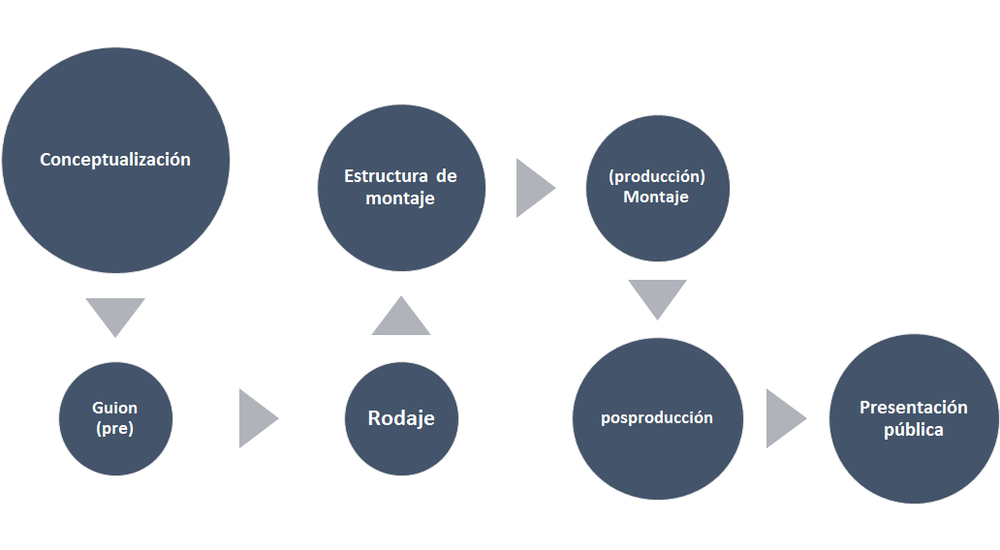 Conceptualización
Guion
(pre)
Rodaje
Estructura de
montaje
(producción)
Montaje
posproducción
Presentación
pública